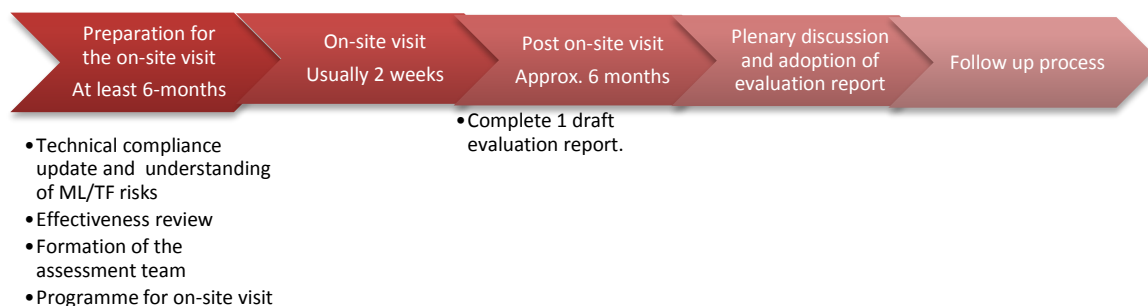 Preparation for
the on-site visit
At least 6-months
On-site visit
Usually 2 weeks
Post on-site visit
Approx. 6 months
Plenary discussion
and adoption of
evaluation report
Follow up process
•Technical compliance
update and understanding
of ML/TF risks
•Effectiveness review
•Formation of the
assessment team
•Programme for on-site visit
•Complete 1 draft
evaluation report.